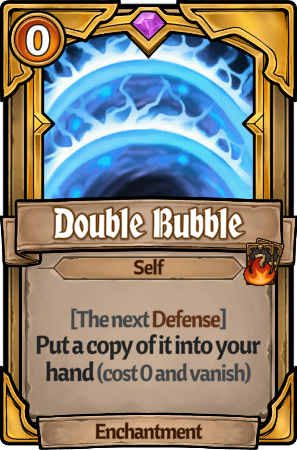 0
Double Bubble
Self
[The next Defense]
Put a copy of it into your
hand (cost 0 and vanish)
Enchantment